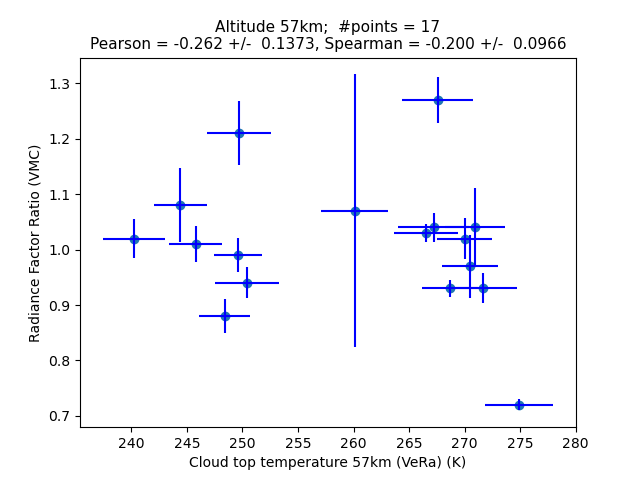 Altitude 57km;  #points = 17
Pearson = -0.262 +/-  0.1373, Spearman = -0.200 +/-  0.0966
Radiance Factor Ratio (VMC)
1.3
1.2
1.1
1.0
0.9
0.8
0.7
240 245 250 255 260 265 270 275 280
Cloud top temperature 57km (VeRa) (K)